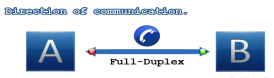 Direction of communication.
A
B
Full-Duplex